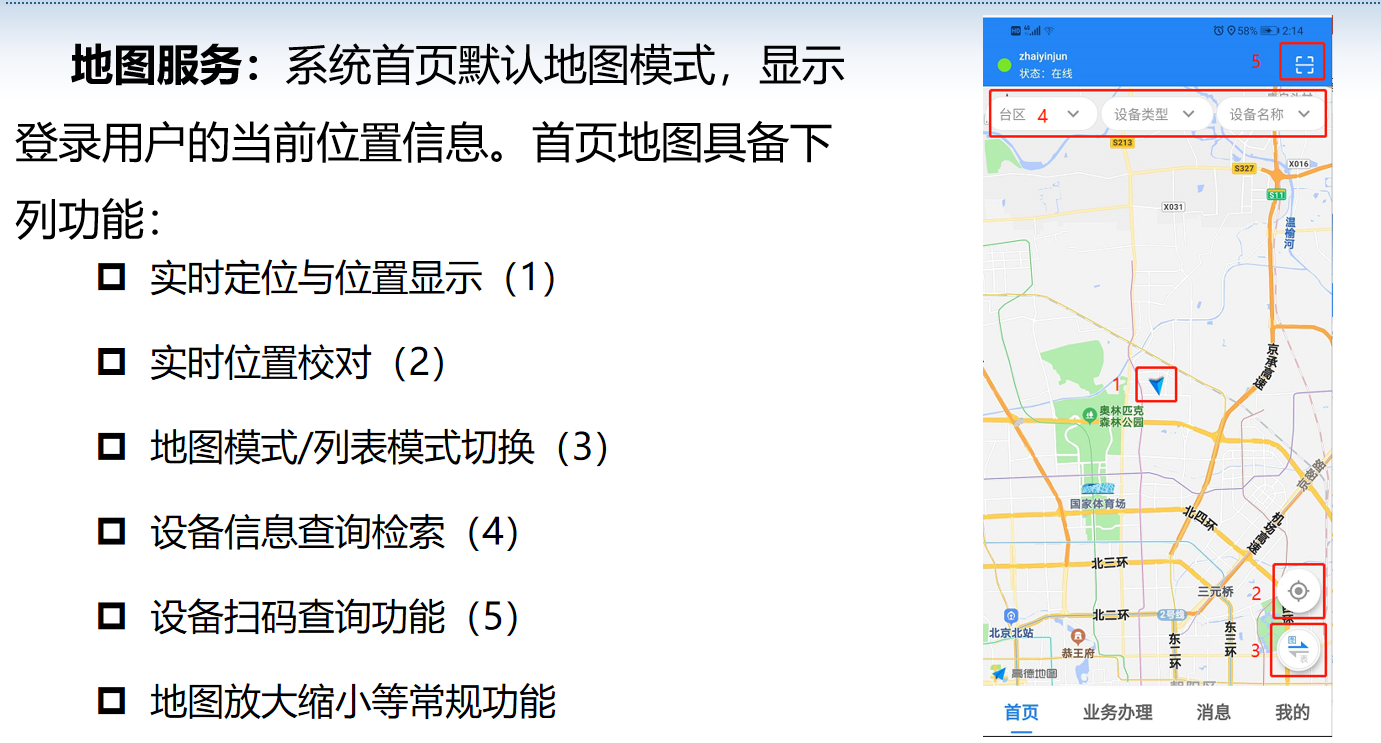 地图服务：系统首页默认地图模式，显示
登录用户的当前位置信息。首页地图具备下
列功能：
实时定位与位置显示（1）
实时位置校对（2）
地图模式/列表模式切换（3）
设备信息查询检索（4）
设备扫码查询功能（5）
地图放大缩小等常规功能
58% 2:14
zhaiyinjun
状态：在线
5
台区 4 设备类型 设备名称
S213
S327
X016
S11
X031
温榆河
京承高速
1
奥林匹克
森林公园
国家体育场
京密路
北四环
机场高速
北三环
三元桥
2
北二环
2号线
北京北站
恭王府
东二环
东三环
3
图
表
高德地图
首页 业务办理 消息 我的